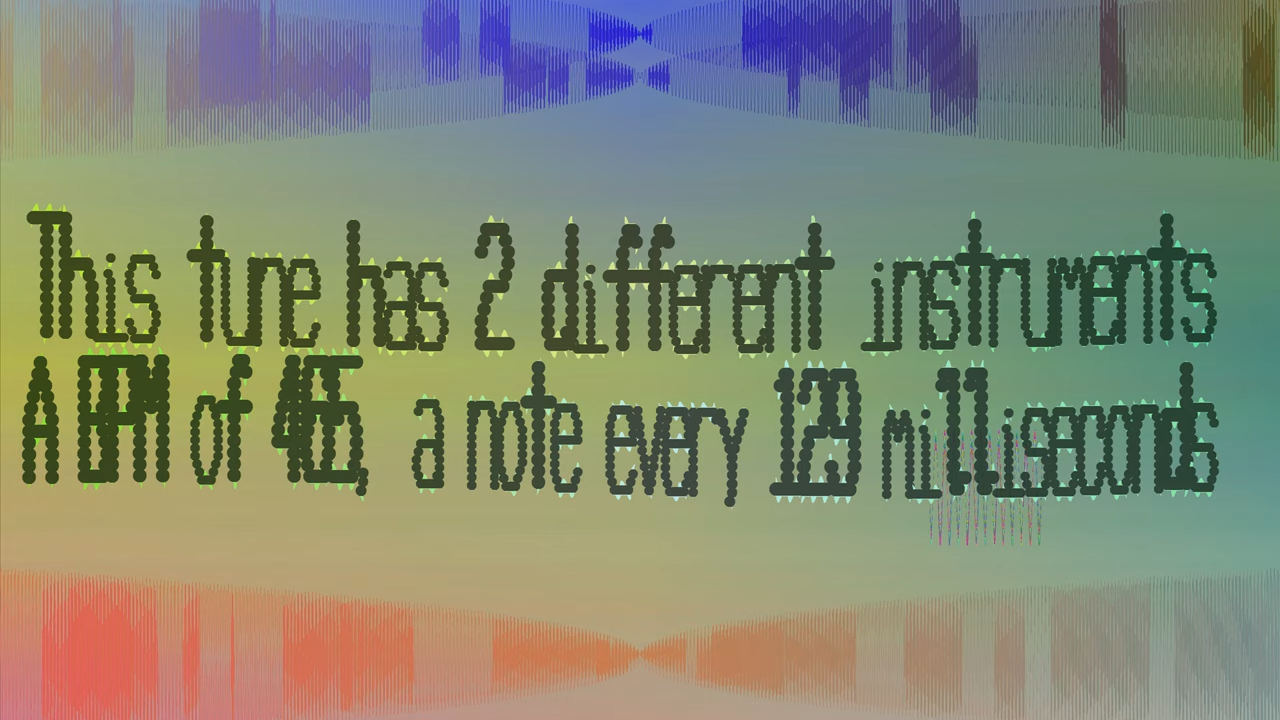 This tune has 2 different instruments
A BPM of 465, a note every 129 milliseconds